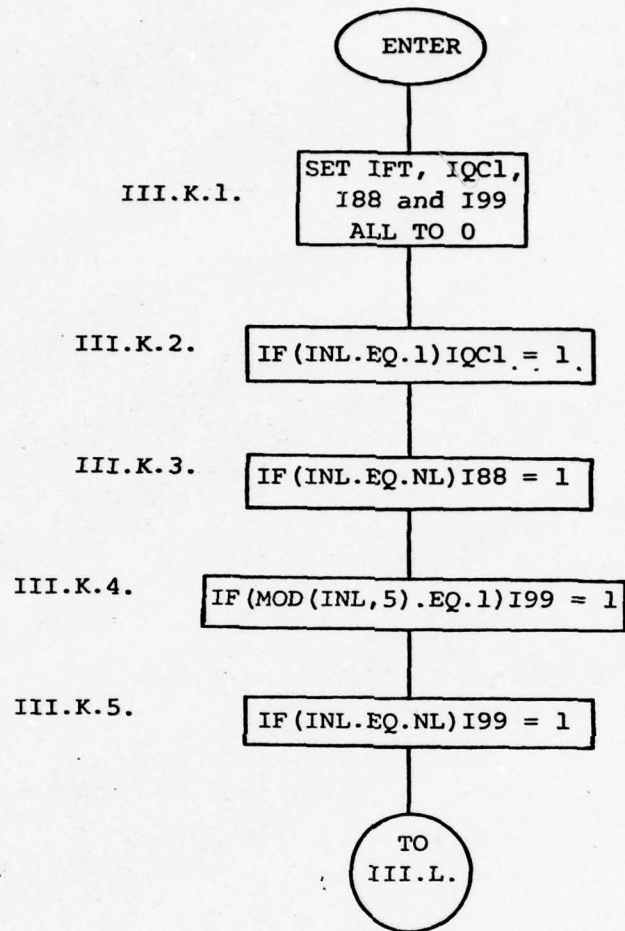 ENTER
III.K.1.
SET IFT, IQC1,
I88 and I99
ALL TO 0
III.K.2.
IF(INL.EQ.1)IQC1 = 1
III.K.3.
IF(INL.EQ.NL)I88 = 1
III.K.4.
IF(MOD(INL,5).EQ.1)I99 = 1
III.K.5.
IF(INL.EQ.NL)I99 = 1
TO
III.L.